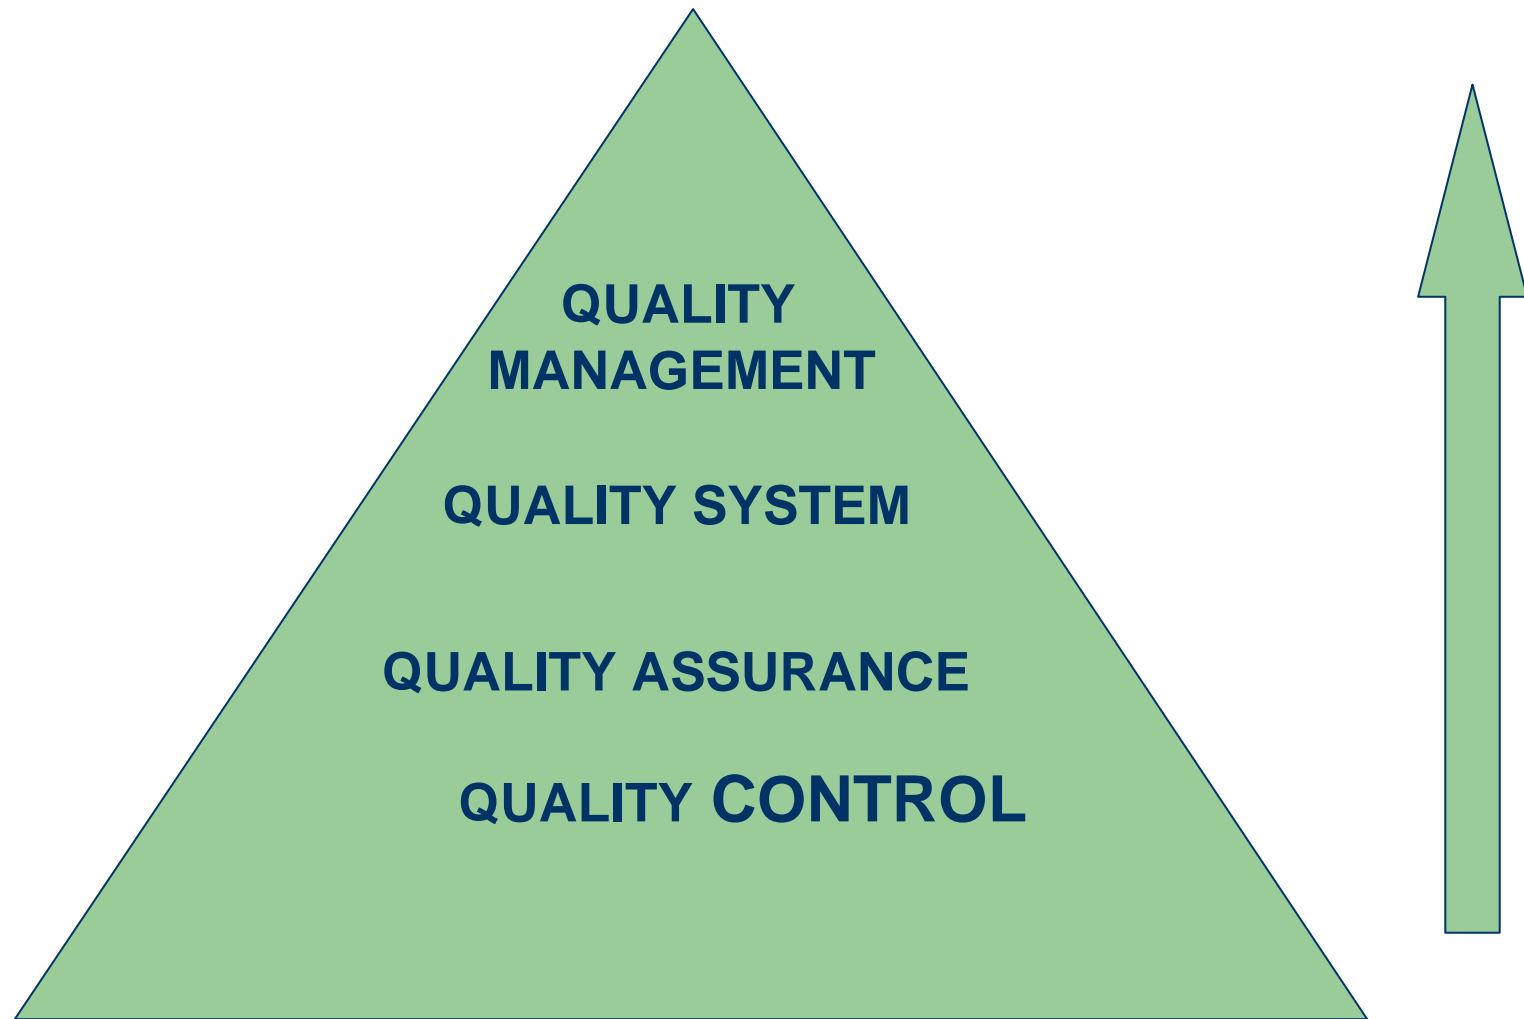 QUALITY
MANAGEMENT
QUALITY SYSTEM
QUALITY ASSURANCE
QUALITY CONTROL